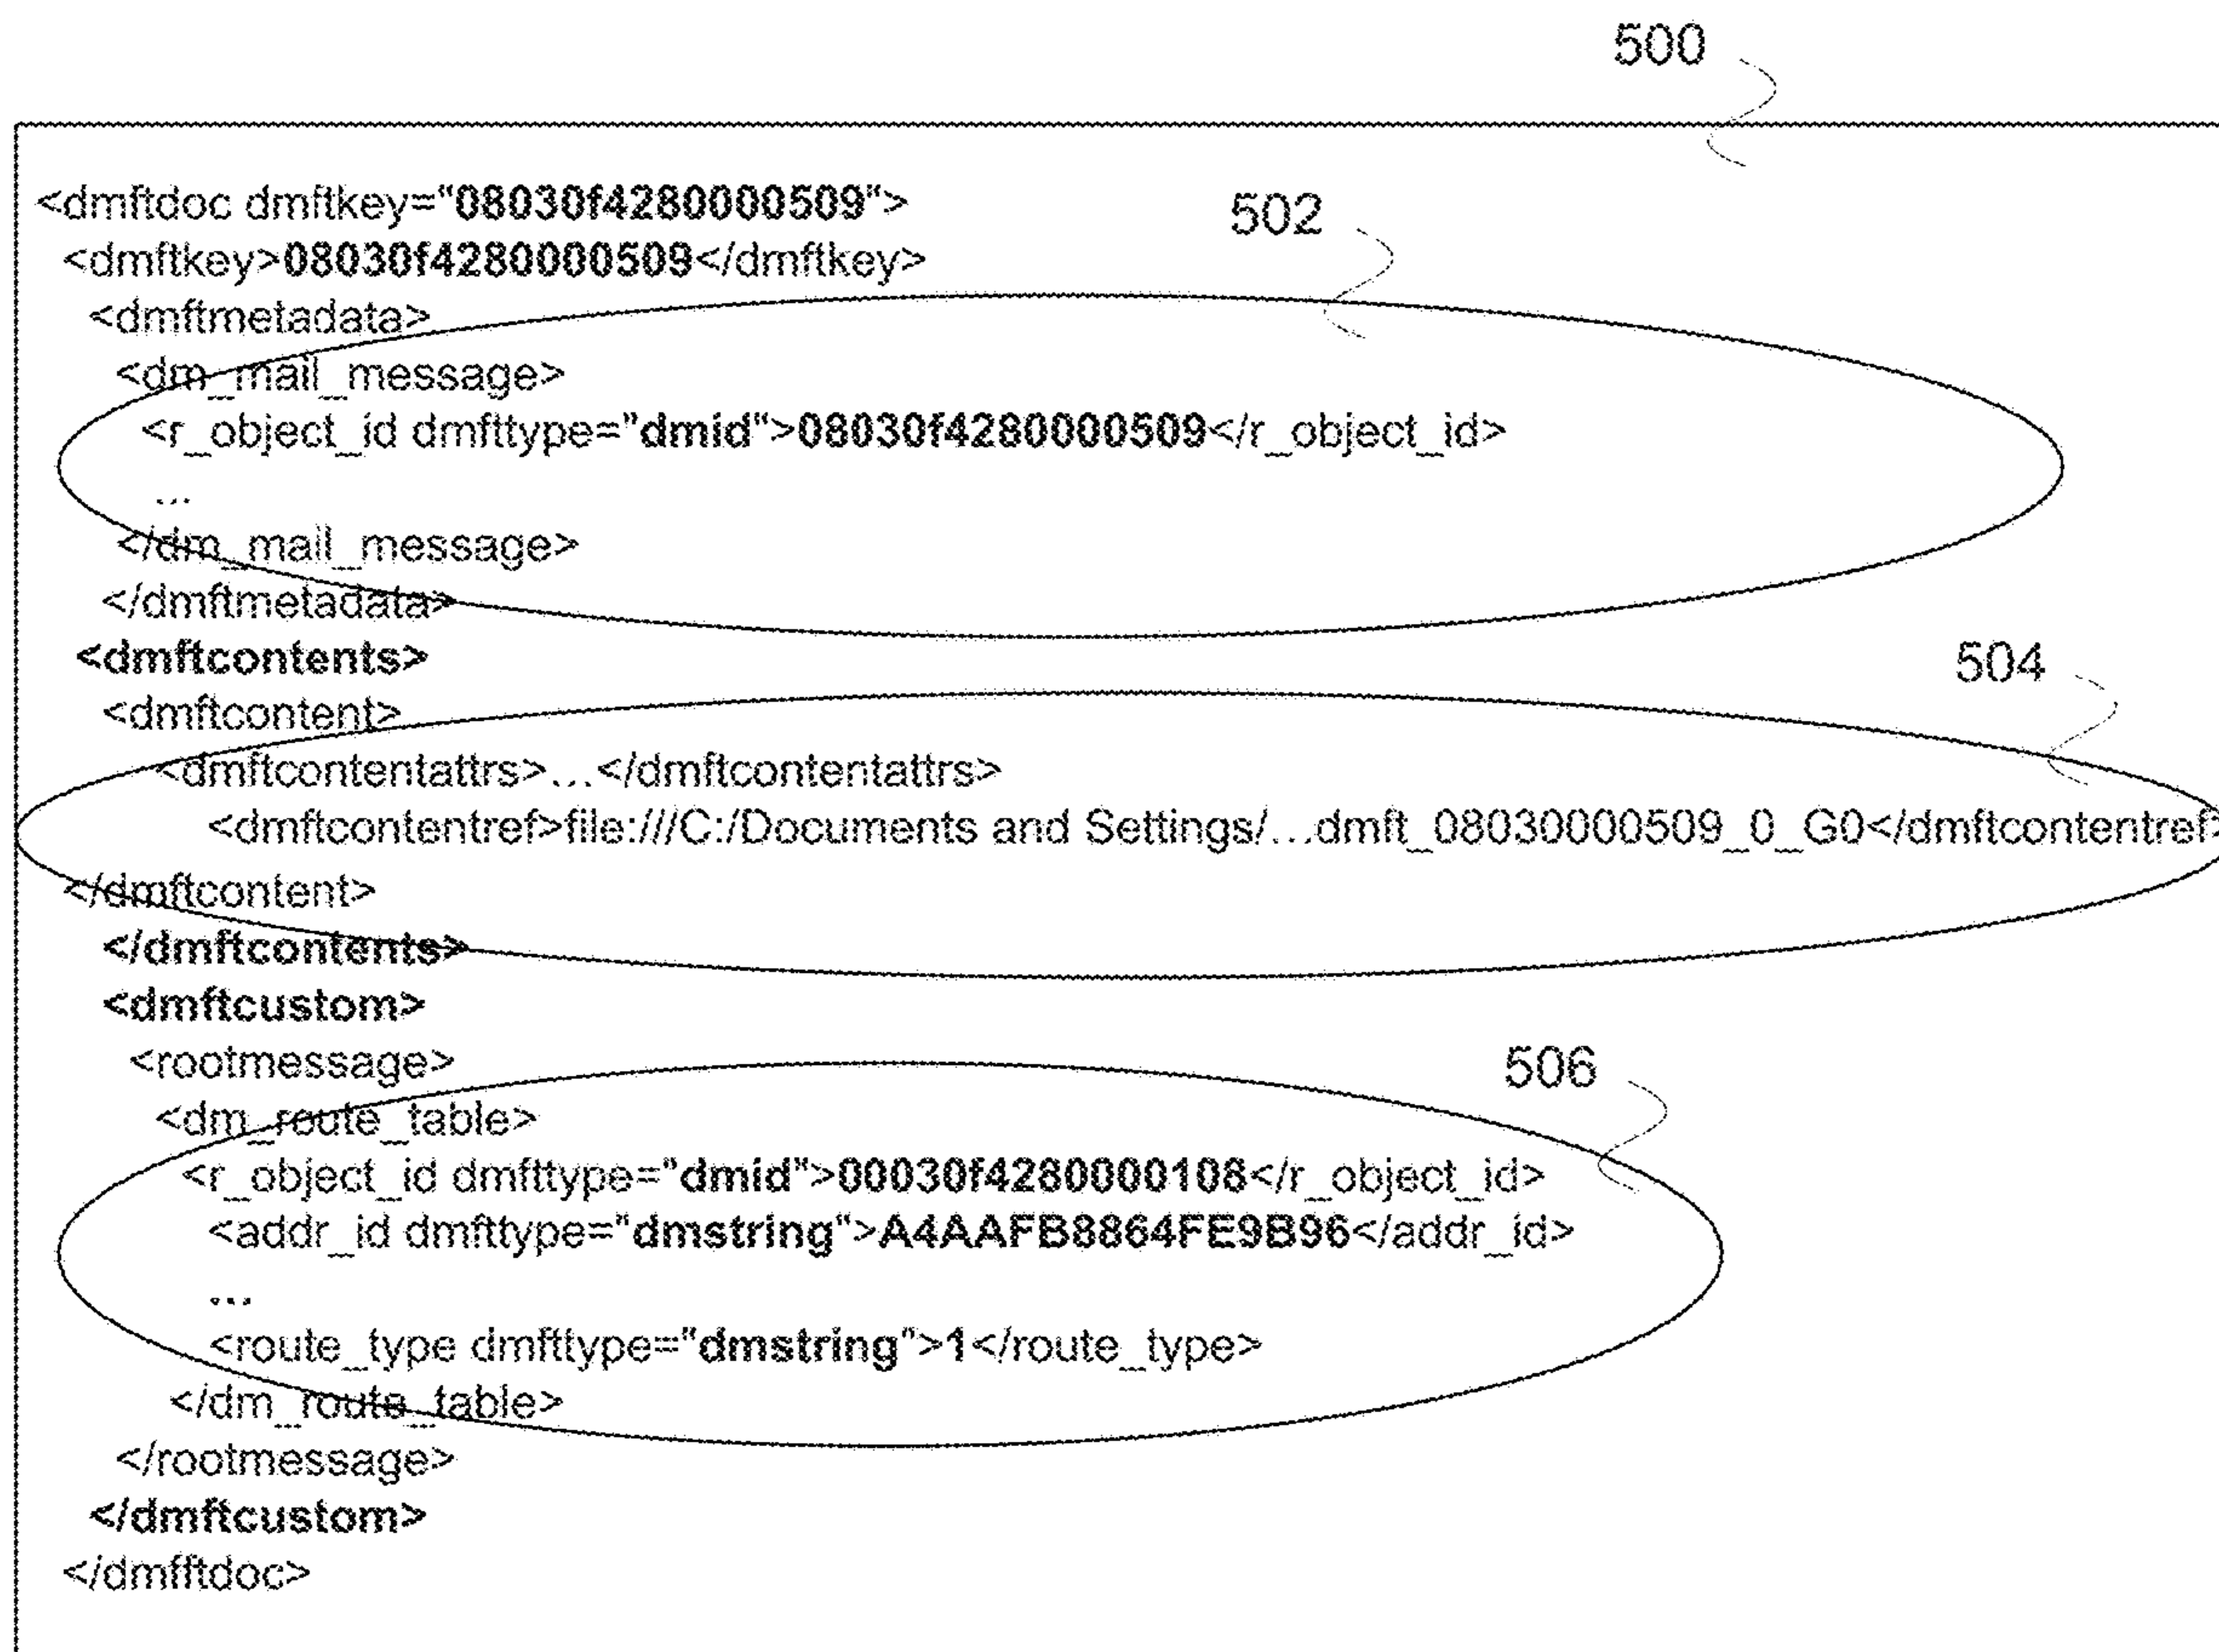 500
<dmftdoc dmftkey="08030f4280000509">
502
<dmftkey>08030f4280000509</dmftkey>
<dmftmetadata>
<dm_mail_message>
<r_object_id dmfttype="dmid">08030f4280000509</r_object_id>
...
</dm_mail_message>
</dmftmetadata>
<dmftcontents>
504
<dmftcontent>
<dmftcontentattrs>...</dmftcontentattrs>
<dmftcontentref>file:///C:/Documents and Settings/...dmft_08030000509_0_G0</dmftcontentref>
</dmftcontent>
</dmftcontents>
<dmftcustom>
<rootmessage>
506
<dm_route_table>
<r_object_id dmfttype="dmid">00030f4280000108</r_object_id>
<addr_id dmfttype="dmstring">A4AAFB8864FE9B96</addr_id>
...
<route_type dmfttype="dmstring">1</route_type>
</dm_route_table>
</rootmessage>
</dmftcustom>
</dmfftdoc>